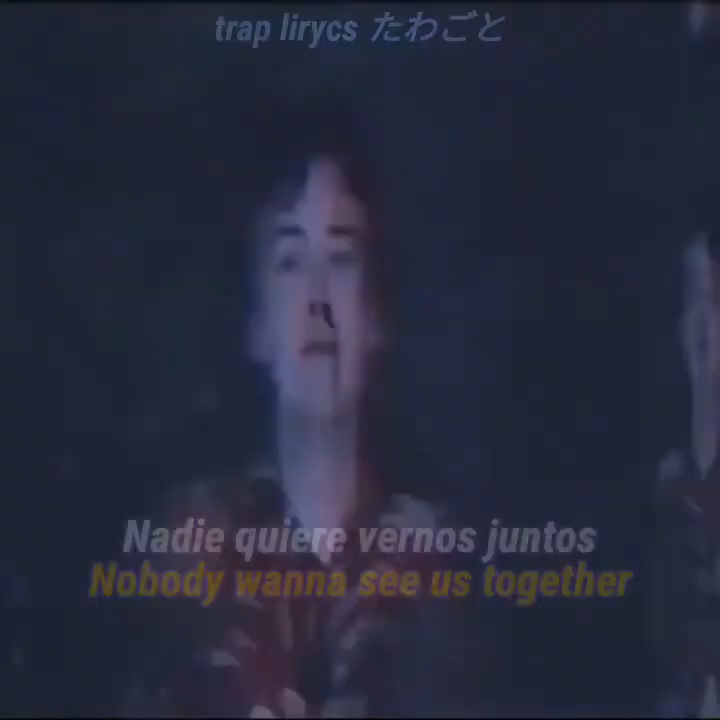 trap lirycs たわごと
Nadie quiere vernos juntos
Nobody wanna see us together